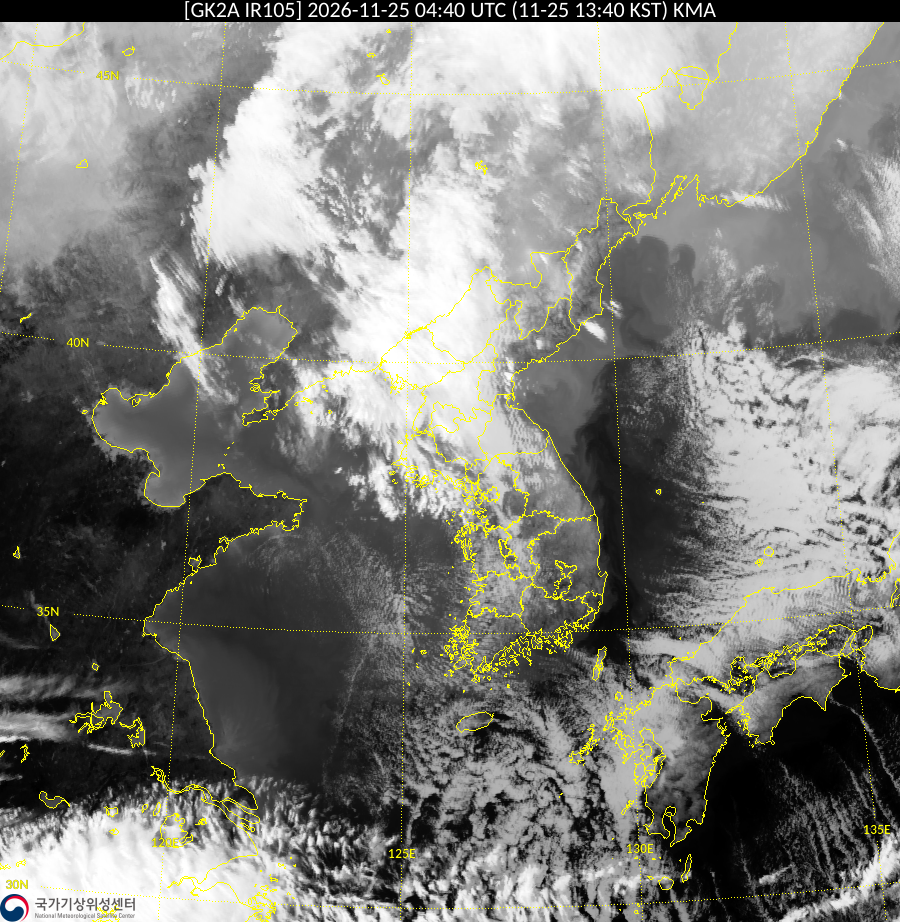 [GK2A IR105] 2026-11-25 04:40 UTC (11-25 13:40 KST) KMA
45N
40N
35N
120E
125E
130E
135E
30N
국가기상위성센터
National Meteorological Satellite Center